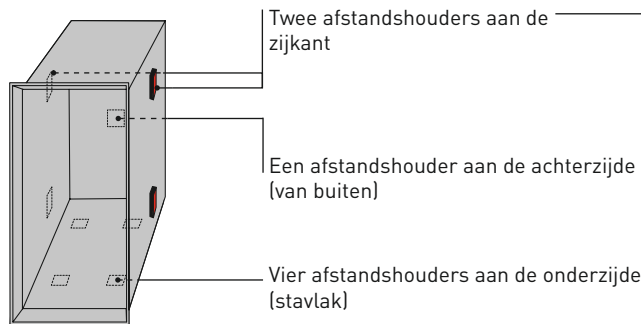 Twee afstandshouders aan de
zijkant
Een afstandshouder aan de achterzijde
(van buiten)
Vier afstandshouders aan de onderzijde
(stavlak)